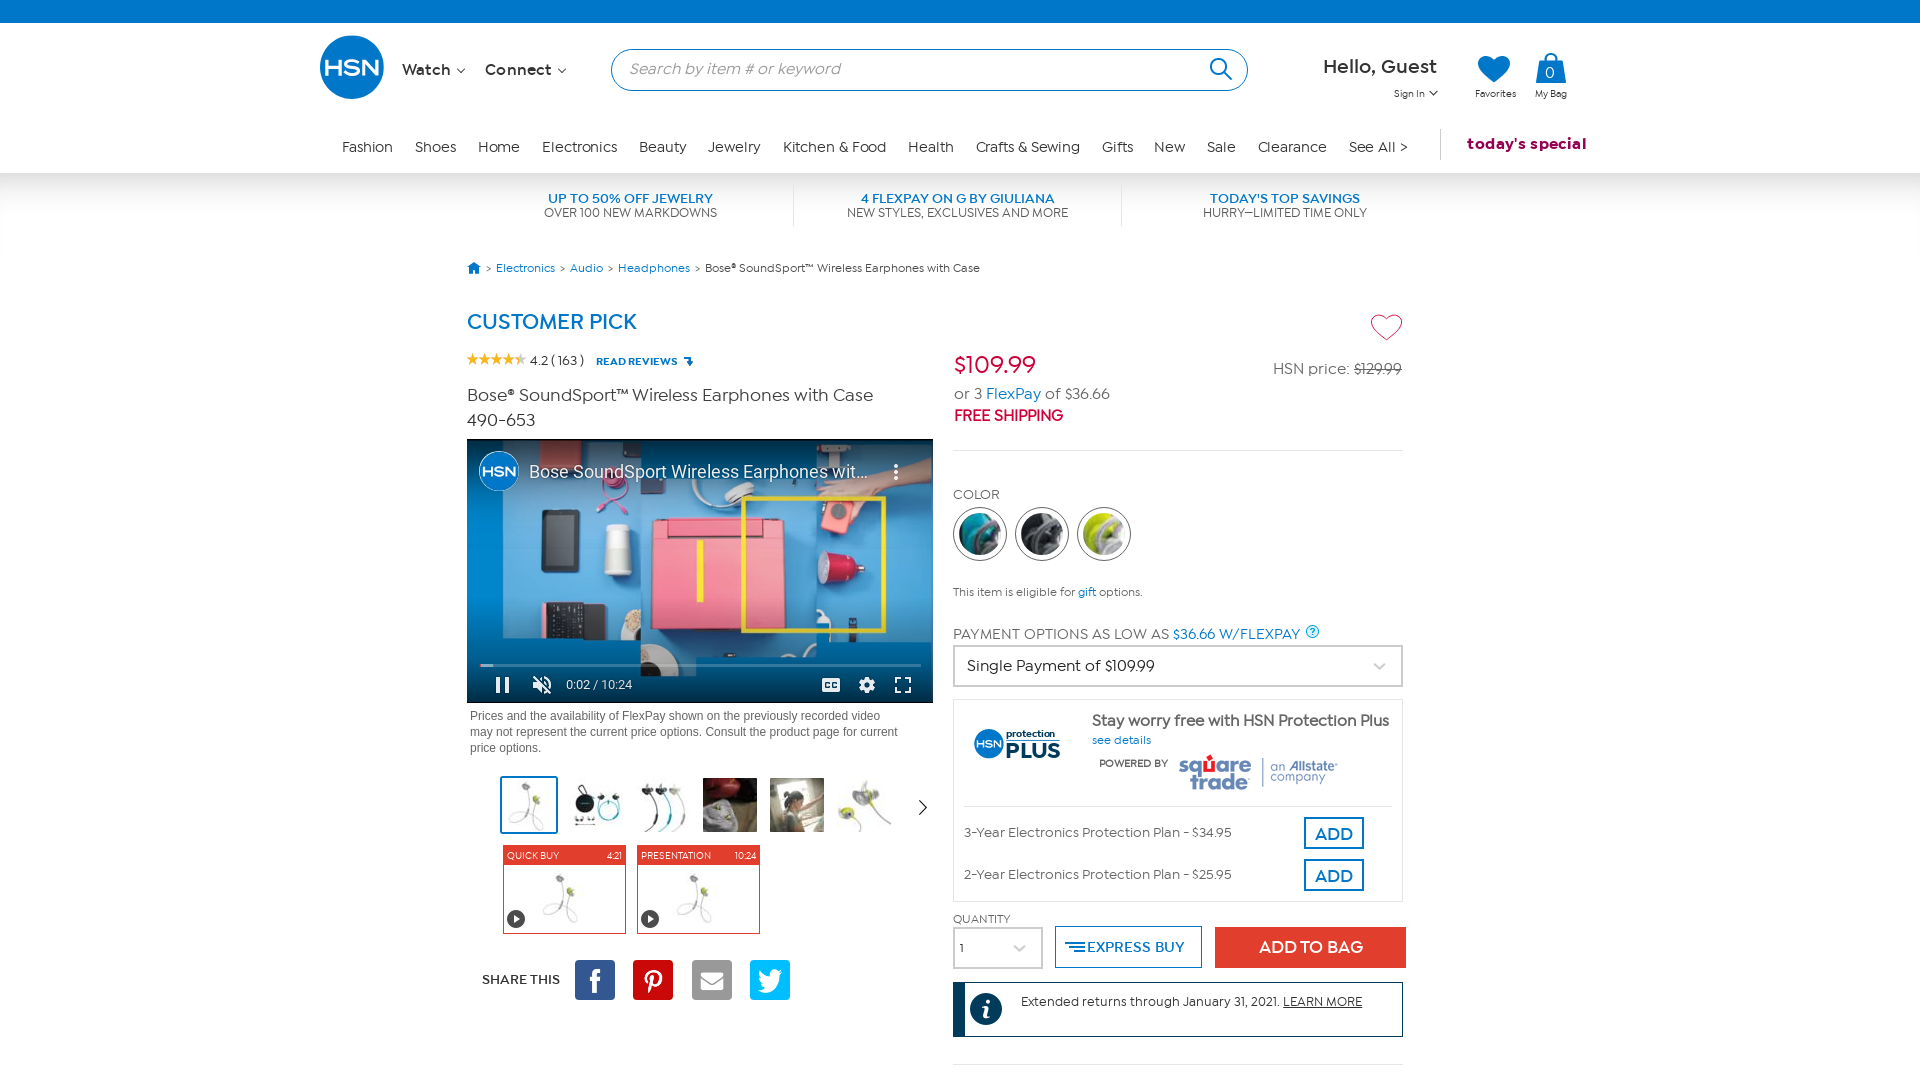 HSN
Watch
Connect
Search by item # or keyword
Hello, Guest
Sign In
Favorites
0
My Bag
Fashion
Shoes
Home
Electronics
Beauty
Jewelry
Kitchen & Food
Health
Crafts & Sewing
Gifts
New
Sale
Clearance
See All >
today's special
UP TO 50% OFF JEWELRY
OVER 100 NEW MARKDOWNS
4 FLEXPAY ON G BY GIULIANA
NEW STYLES, EXCLUSIVES AND MORE
TODAY'S TOP SAVINGS
HURRY—LIMITED TIME ONLY
> Electronics > Audio > Headphones > Bose® SoundSport™ Wireless Earphones with Case
CUSTOMER PICK
4.2 ( 163 )
READ REVIEWS
Bose® SoundSport™ Wireless Earphones with Case
490-653
HSN
Bose SoundSport Wireless Earphones wit...
0:02 / 10:24
CC
Prices and the availability of FlexPay shown on the previously recorded video
may not represent the current price options. Consult the product page for current
price options.
QUICK BUY 4:21
PRESENTATION 10:24
SHARE THIS
$109.99
HSN price: $129.99
or 3 FlexPay of $36.66
FREE SHIPPING
COLOR
This item is eligible for gift options.
PAYMENT OPTIONS AS LOW AS $36.66 W/FLEXPAY ?
Single Payment of $109.99
HSN protection
PLUS
Stay worry free with HSN Protection Plus
see details
POWERED BY
square
trade
an Allstate
company
3-Year Electronics Protection Plan - $34.95
ADD
2-Year Electronics Protection Plan - $25.95
ADD
QUANTITY
1
EXPRESS BUY
ADD TO BAG
Extended returns through January 31, 2021. LEARN MORE